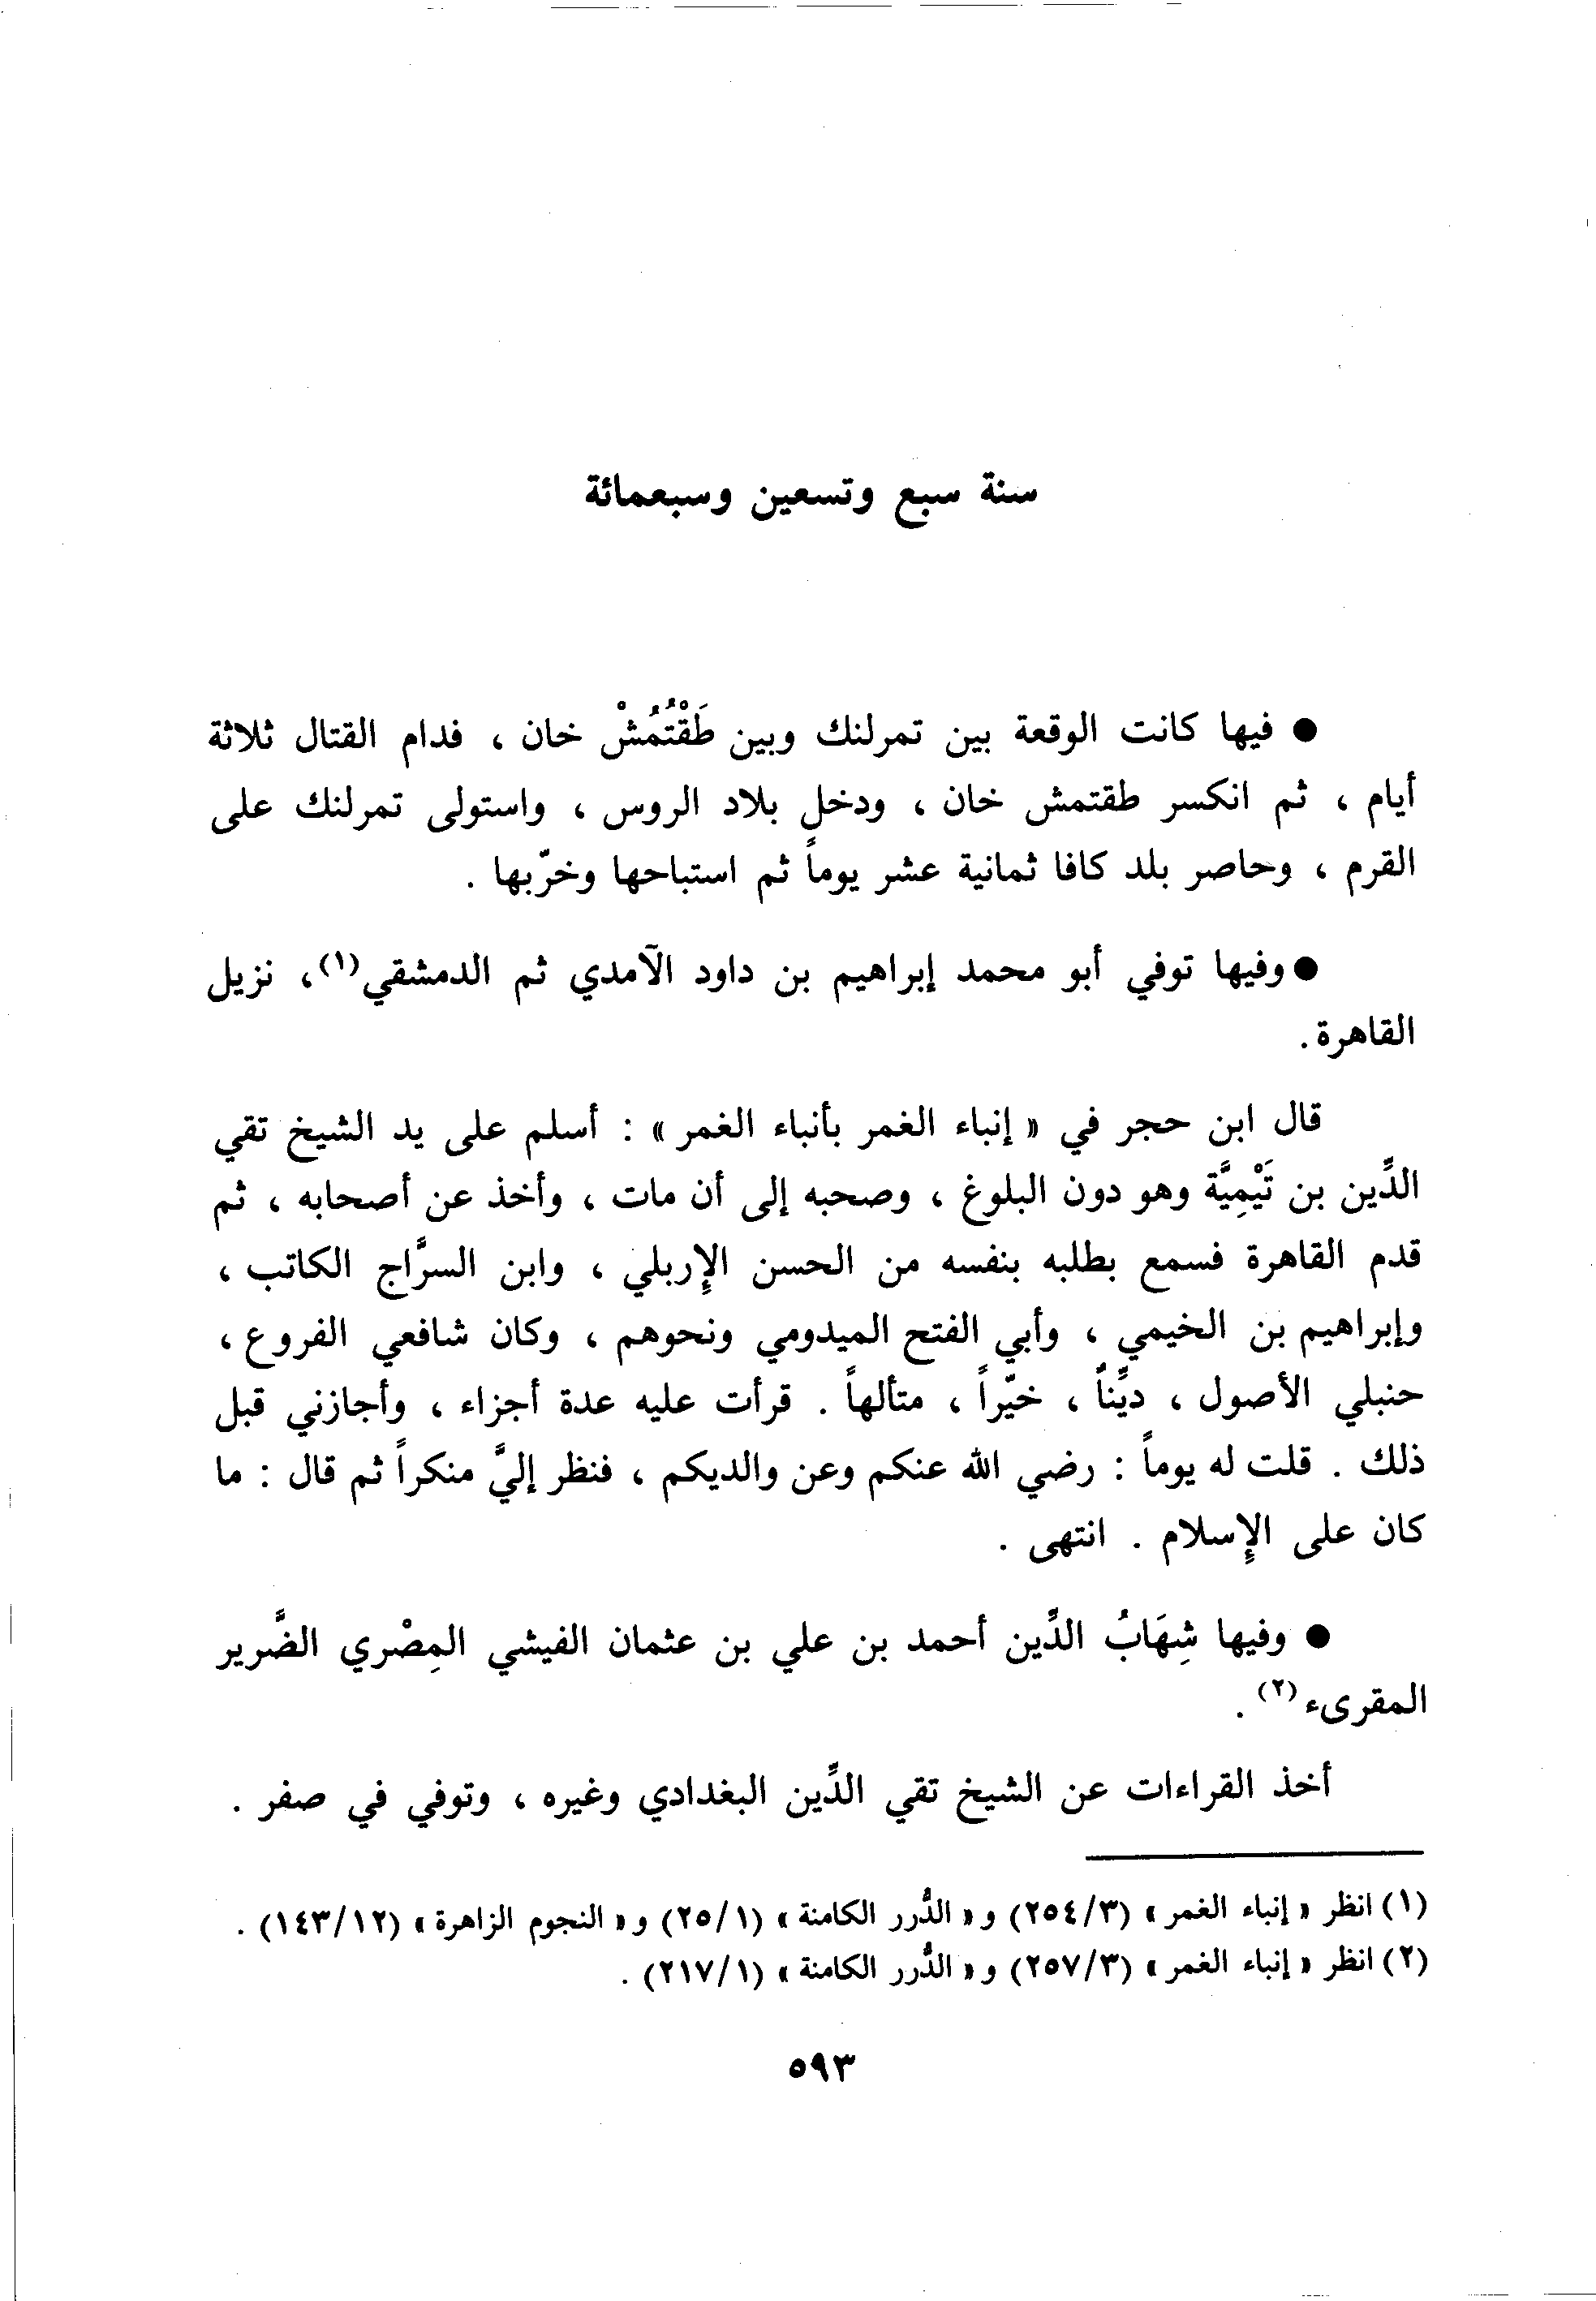 سنة سبع وتسعين وسبعمائة
● فيها كانت الوقعة بين تمرلنك وبين طَقْتُمُشْ خان ، فدام القتال ثلاثة
أيام ، ثم انكسر طقتمش خان ، ودخل بلاد الروس ، واستولى تمرلنك على
القرم ، وحاصر بلد كافا ثمانية عشر يوماً ثم استباحها وخرّبها .
● وفيها توفي أبو محمد إبراهيم بن داود الآمدي ثم الدمشقي(١) ، نزيل
القاهرة .
قال ابن حجر في « إنباء الغمر بأنباء الغمر » : أسلم على يد الشيخ تقي
الدِّين بن تَيْمِيَّة وهو دون البلوغ ، وصحبه إلى أن مات ، وأخذ عن أصحابه ، ثم
قدم القاهرة فسمع بطلبه بنفسه من الحسن الإربلي ، وابن السرَّاج الكاتب ،
وإبراهيم بن الخيمي ، وأبي الفتح الميدومي ونحوهم ، وكان شافعي الفروع ،
حنبلي الأصول ، ديِّناً ، خيّراً ، متألهاً . قرأت عليه عدة أجزاء ، وأجازني قبل
ذلك . قلت له يوماً : رضي الله عنكم وعن والديكم ، فنظر إليَّ منكراً ثم قال : ما
كان على الإسلام . انتهى .
● وفيها شِهَابُ الدِّين أحمد بن علي بن عثمان الفيشي المِصْري الضَّرير
المقرىء(٢) .
أخذ القراءات عن الشيخ تقي الدِّين البغدادي وغيره ، وتوفي في صفر .
(١) انظر « إنباء الغمر » (٢٥٤/٣) و « الدُّرر الكامنة » (٢٥/١) و « النجوم الزاهرة » (١٤٣/١٢) .
(٢) انظر « إنباء الغمر » (٢٥٧/٣) و « الدُّرر الكامنة » (٢١٧/١) .
٥٩٣